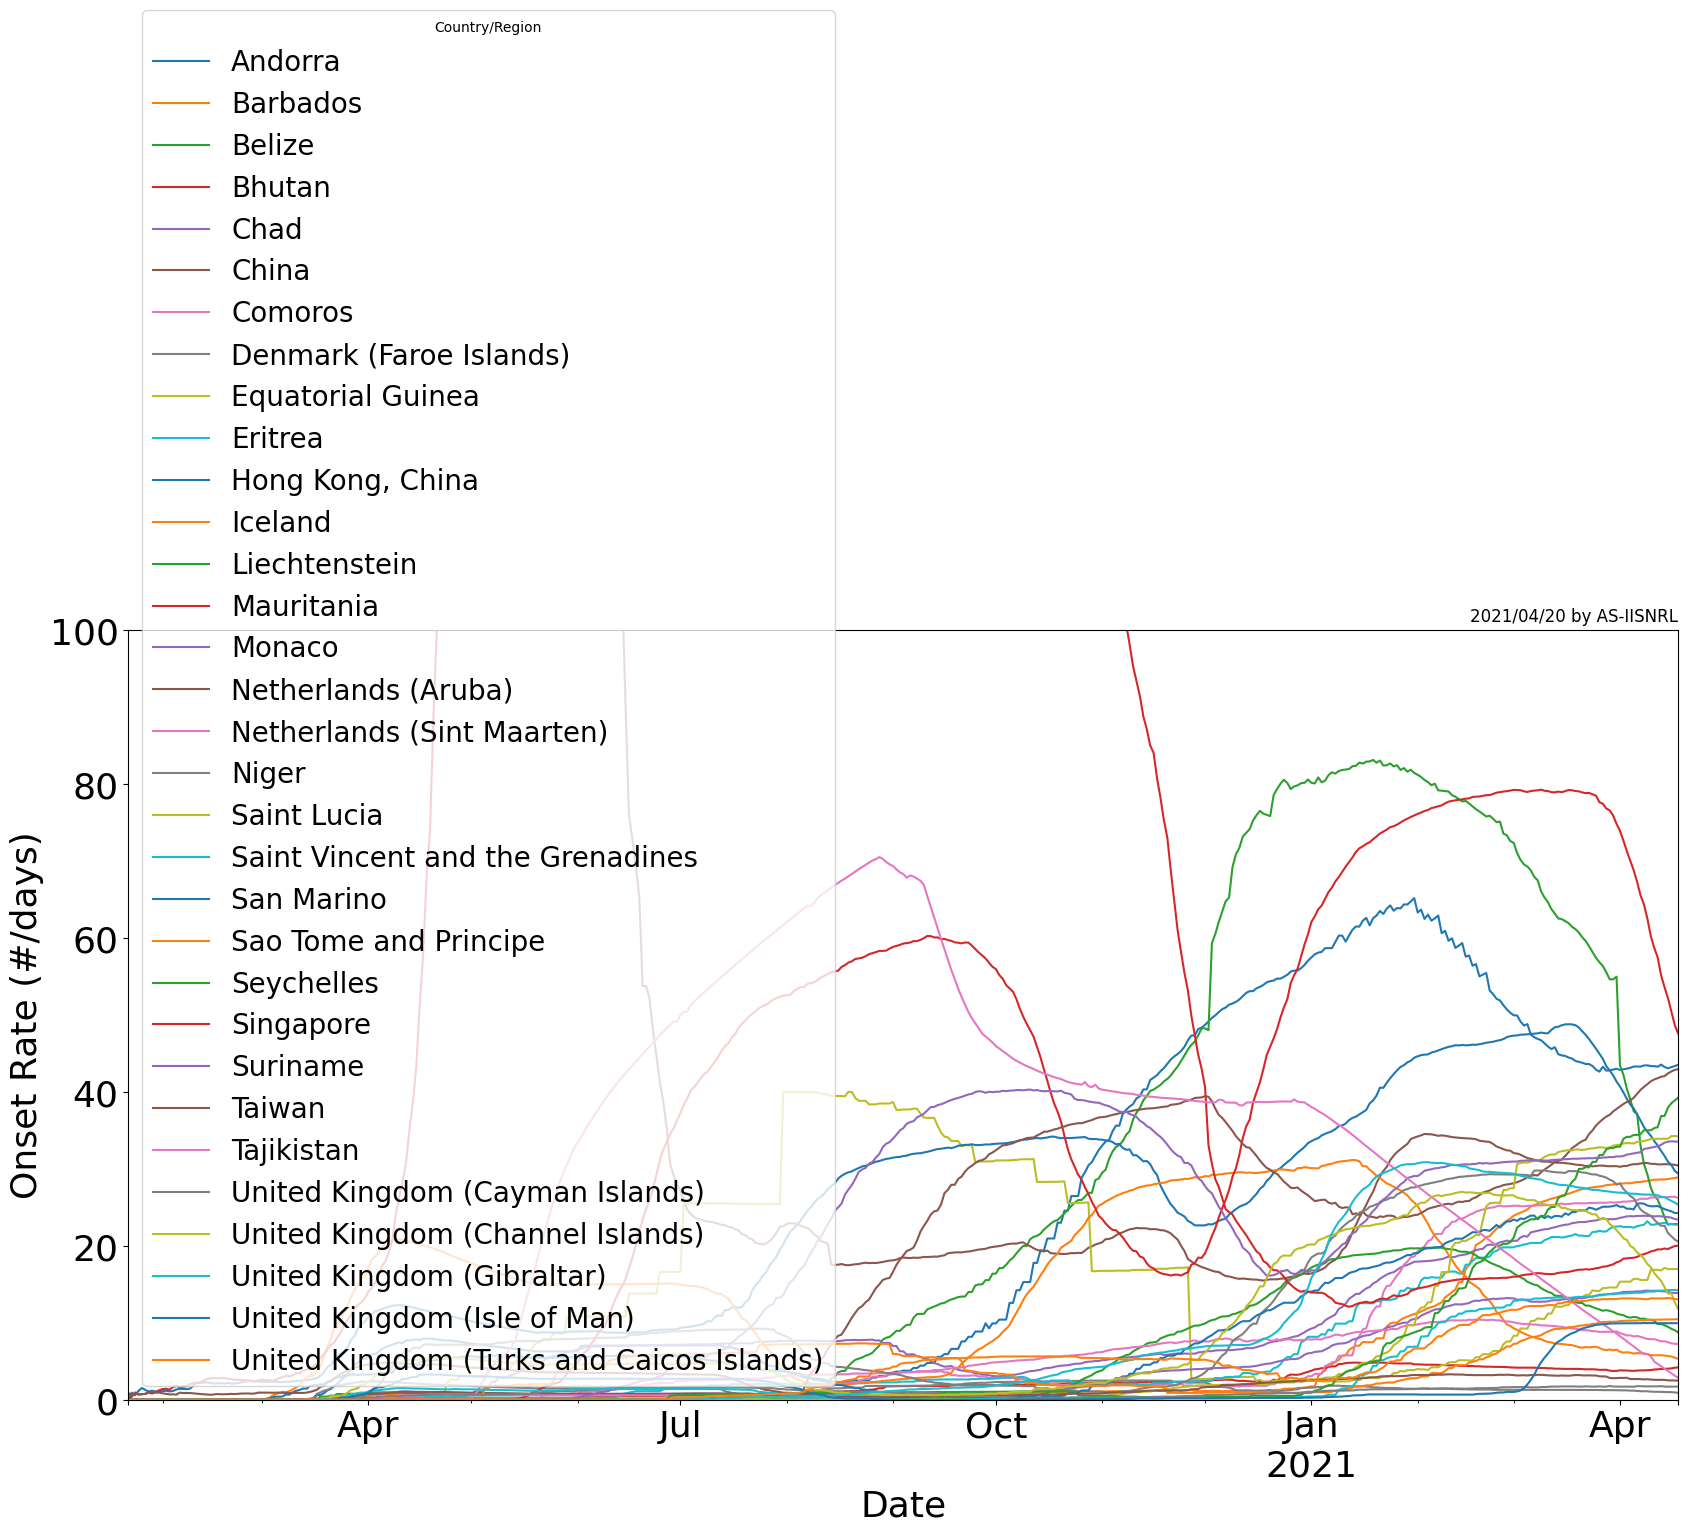 Country/Region
Andorra
Barbados
Belize
Bhutan
Chad
China
Comoros
Denmark (Faroe Islands)
Equatorial Guinea
Eritrea
Hong Kong, China
Iceland
Liechtenstein
Mauritania
Monaco
Netherlands (Aruba)
Netherlands (Sint Maarten)
Niger
Saint Lucia
Saint Vincent and the Grenadines
San Marino
Sao Tome and Principe
Seychelles
Singapore
Suriname
Taiwan
Tajikistan
United Kingdom (Cayman Islands)
United Kingdom (Channel Islands)
United Kingdom (Gibraltar)
United Kingdom (Isle of Man)
United Kingdom (Turks and Caicos Islands)
2021/04/20 by AS-IISNRL
100
80
60
40
20
0
Onset Rate (#/days)
Apr
Jul
Oct
Jan
2021
Apr
Date